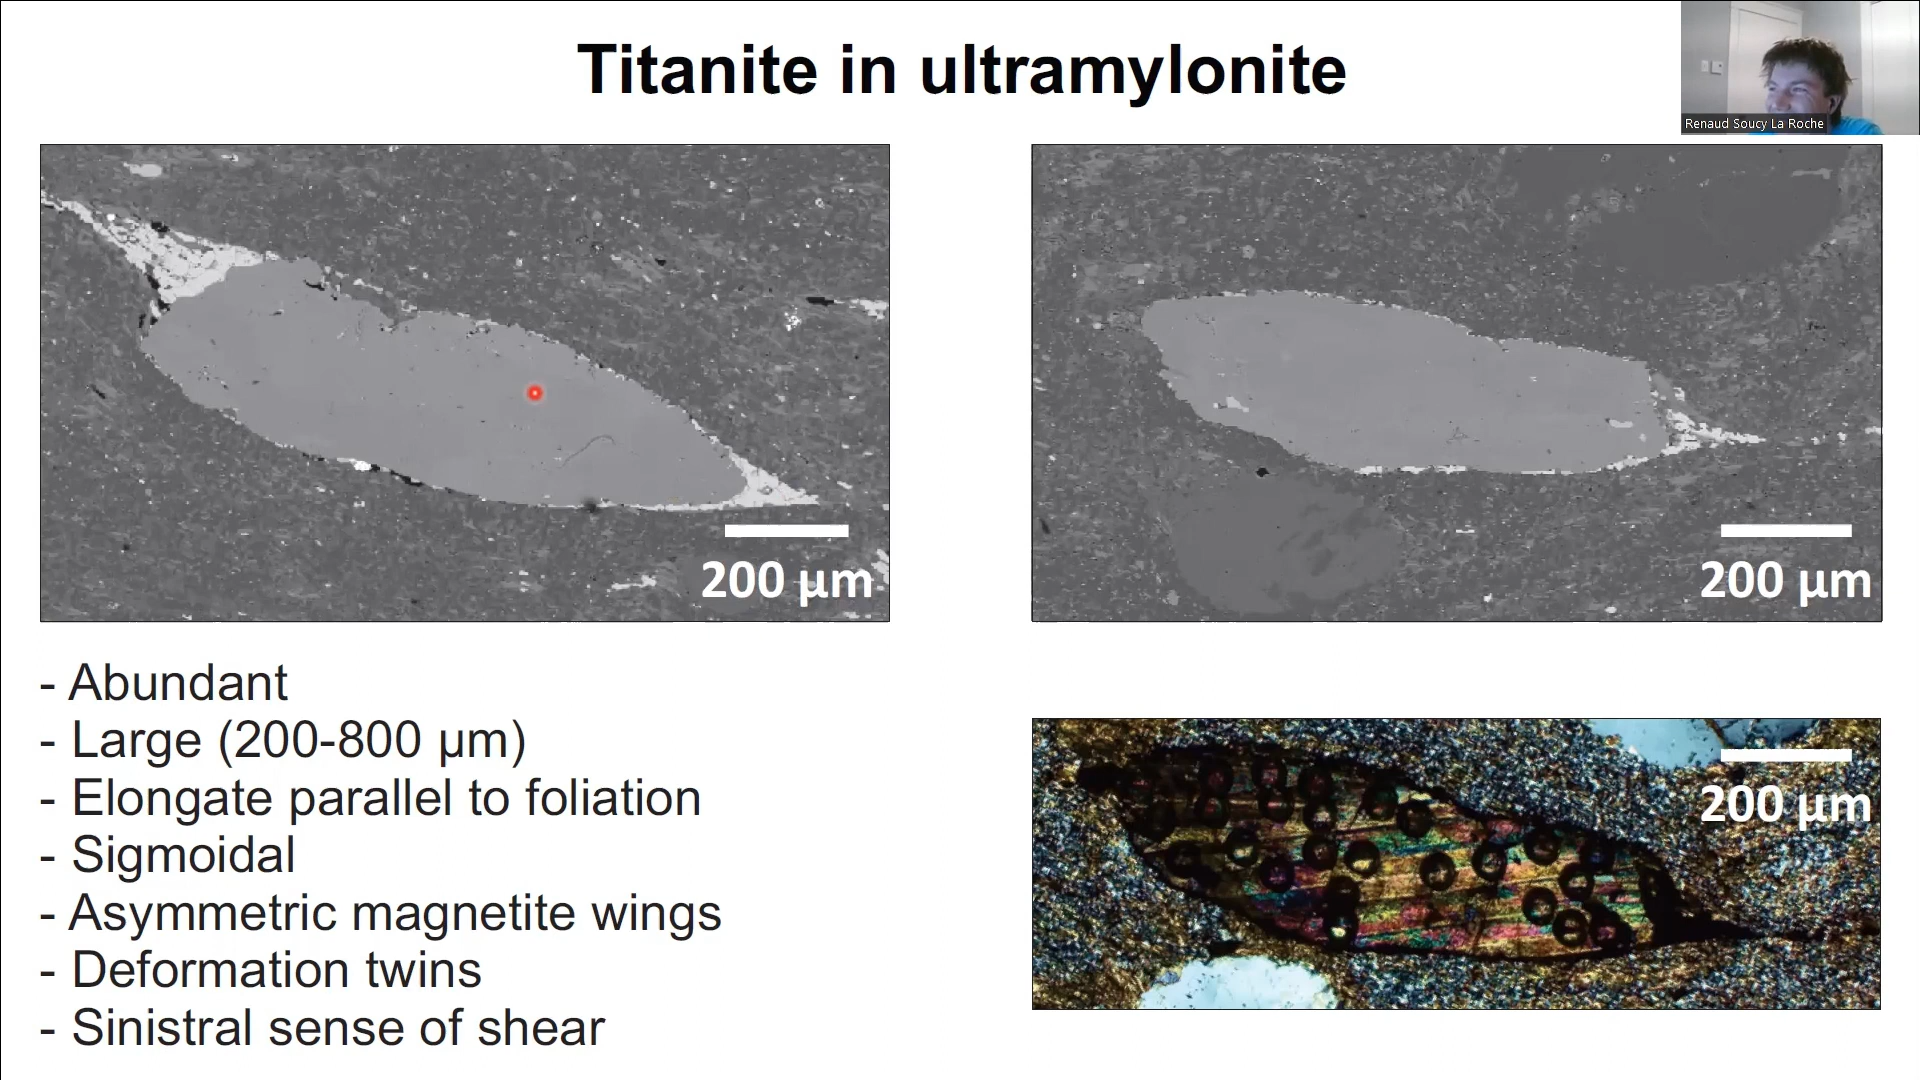 Titanite in ultramylonite
Renaud Soucy La Roche
200 µm
200 µm
- Abundant
- Large (200-800 µm)
- Elongate parallel to foliation
- Sigmoidal
- Asymmetric magnetite wings
- Deformation twins
- Sinistral sense of shear
200 µm